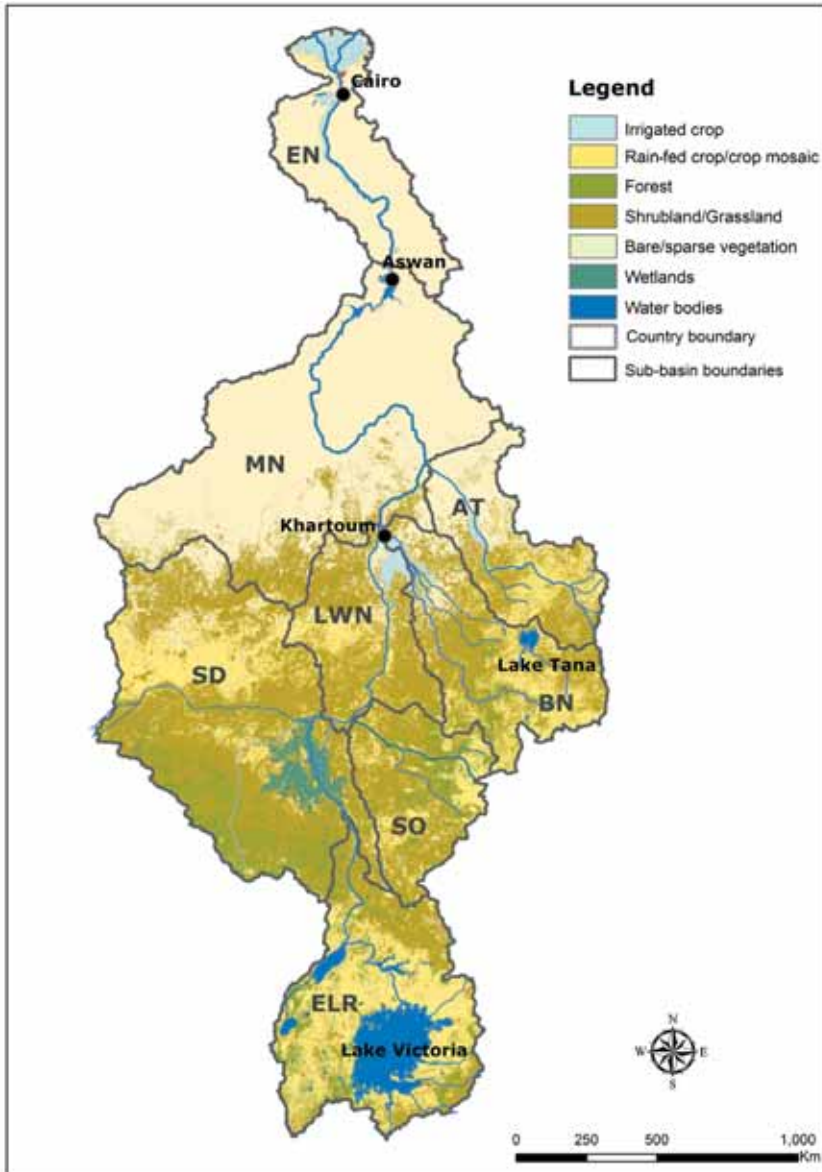 Cairo
EN
Aswan
MN
AT
Khartoum
LWN
SD
Lake Tana
BN
SO
ELR
Lake Victoria
Legend
Irrigated crop
Rain-fed crop/crop mosaic
Forest
Shrubland/Grassland
Bare/sparse vegetation
Wetlands
Water bodies
Country boundary
Sub-basin boundaries
N
W E
S
0 250 500 1,000
Km